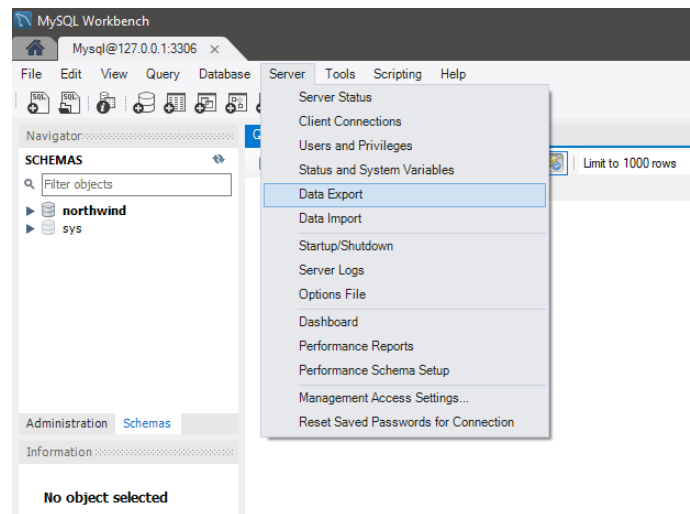 MySQL Workbench
Mysql@127.0.0.1:3306 ×
File Edit View Query Database Server Tools Scripting Help
SQL SQL
Navigator
SCHEMAS
Filter objects
northwind
sys
Server Status
Client Connections
Users and Privileges
Status and System Variables
Data Export
Data Import
Startup/Shutdown
Server Logs
Options File
Dashboard
Performance Reports
Performance Schema Setup
Management Access Settings...
Reset Saved Passwords for Connection
Limit to 1000 rows
Administration Schemas
Information
No object selected